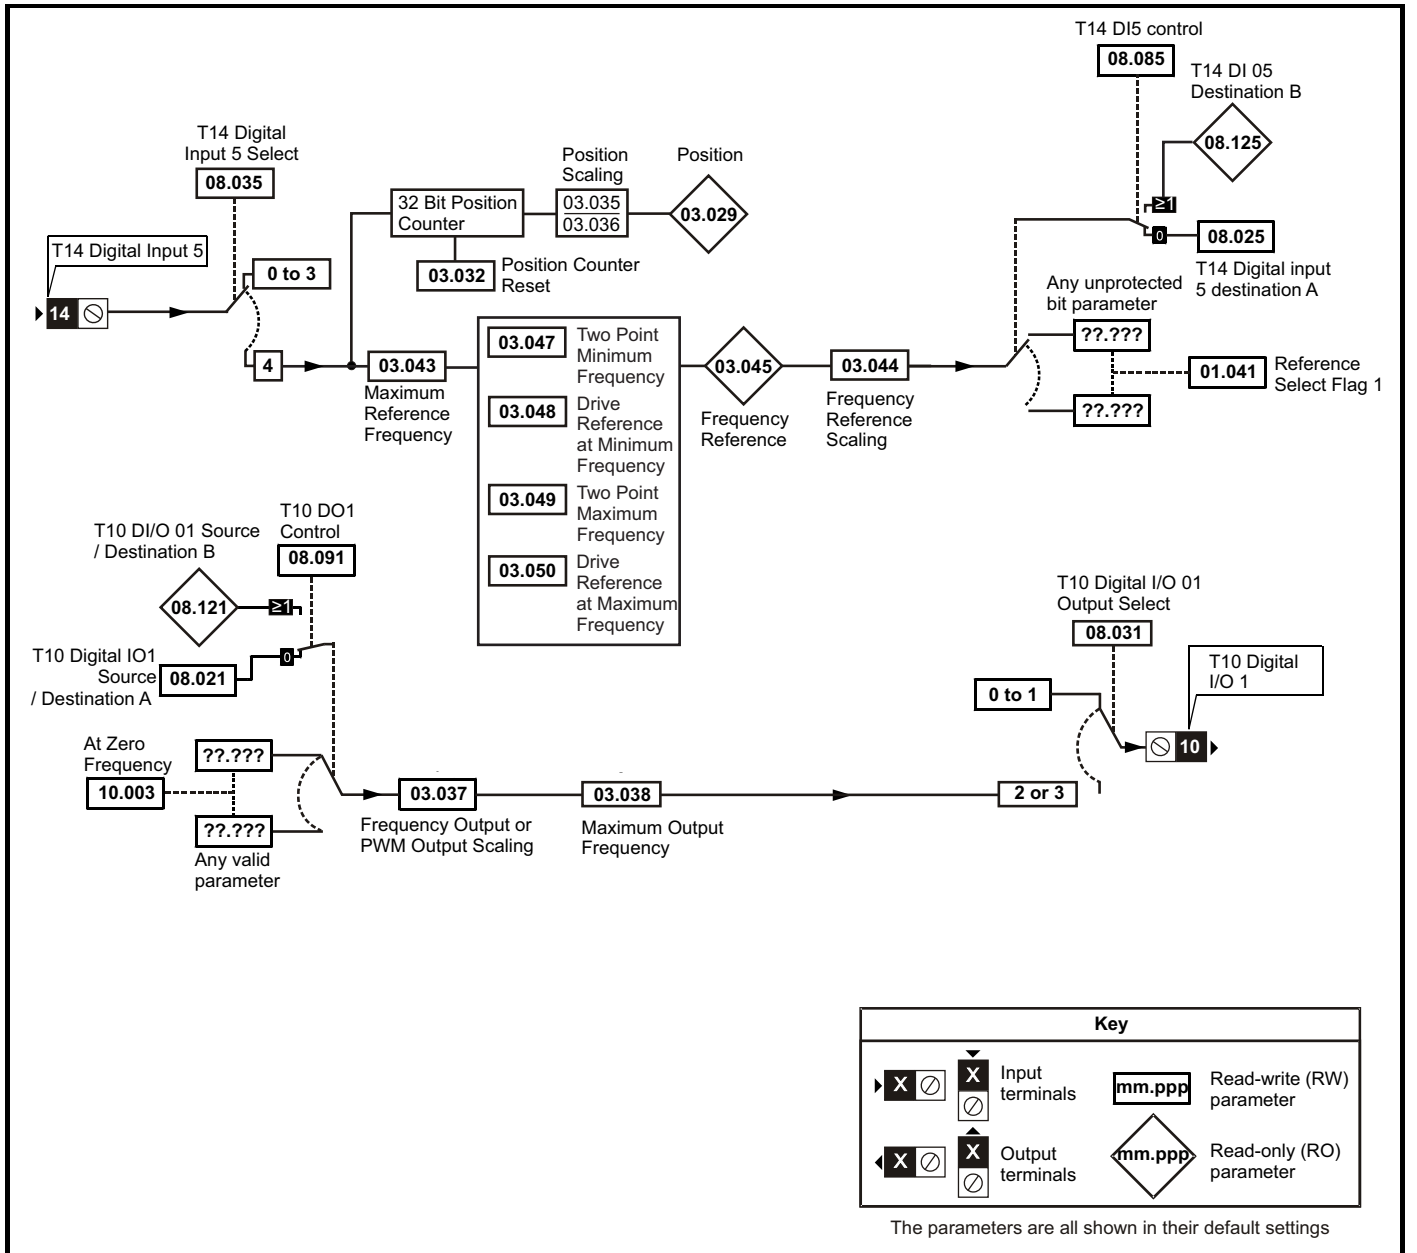 T14 DI5 control
08.085
T14 DI 05
Destination B
08.125
≥1
0
08.025
T14 Digital input
5 destination A
T14 Digital
Input 5 Select
08.035
T14 Digital Input 5
14
0 to 3
4
32 Bit Position
Counter
03.032
Position Counter
Reset
Position
Scaling
03.035
03.036
Position
03.029
03.043
Maximum
Reference
Frequency
03.047
Two Point
Minimum
Frequency
03.048
Drive
Reference
at Minimum
Frequency
03.049
Two Point
Maximum
Frequency
03.050
Drive
Reference
at Maximum
Frequency
03.045
Frequency
Reference
03.044
Frequency
Reference
Scaling
Any unprotected
bit parameter
??.???
??.???
01.041
Reference
Select Flag 1
T10 DI/O 01 Source
/ Destination B
08.121
≥1
T10 DO1
Control
08.091
T10 Digital IO1
Source
/ Destination A
08.021
0
At Zero
Frequency
10.003
??.???
??.???
Any valid
parameter
03.037
Frequency Output or
PWM Output Scaling
03.038
Maximum Output
Frequency
2 or 3
0 to 1
T10 Digital I/O 01
Output Select
08.031
T10 Digital
I/O 1
10
Key
X
X
Input
terminals
mm.ppp
Read-write (RW)
parameter
X
X
Output
terminals
mm.ppp
Read-only (RO)
parameter
The parameters are all shown in their default settings